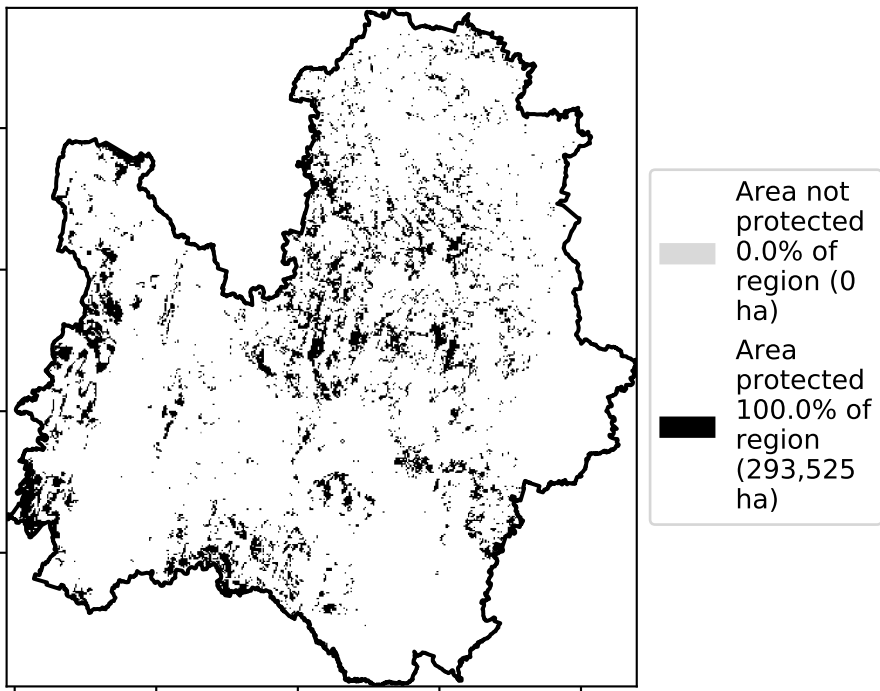 Area not
protected
0.0% of
region (0
ha)
Area
protected
100.0% of
region
(293,525
ha)